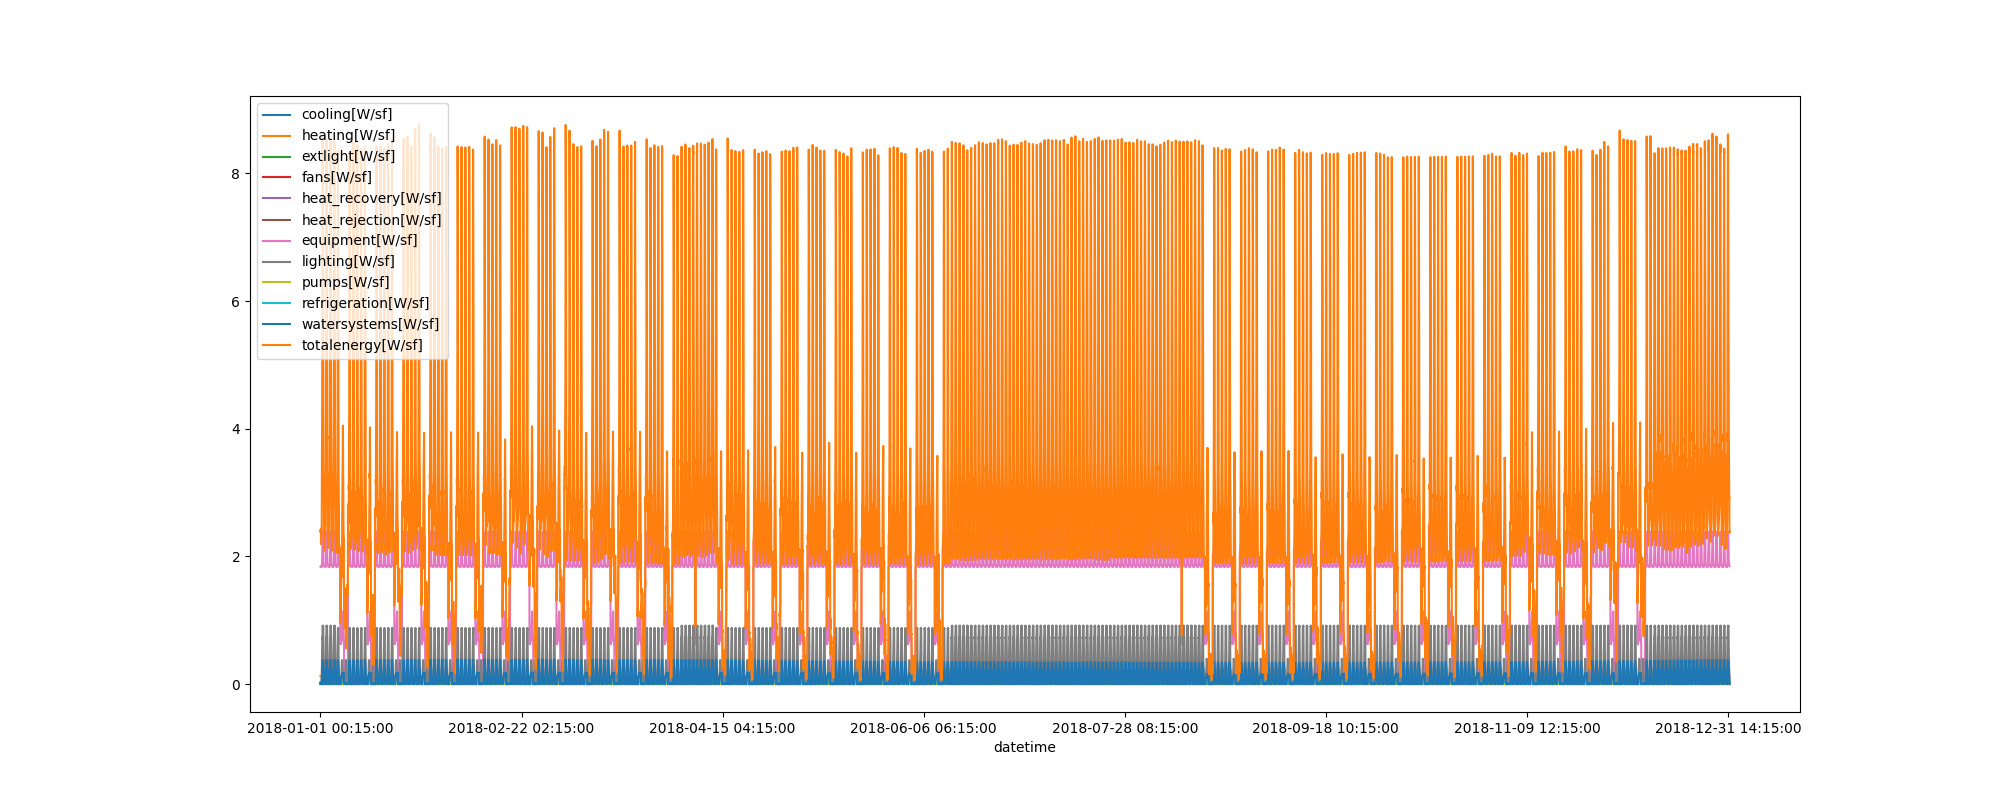 cooling[W/sf]
heating[W/sf]
extlight[W/sf]
fans[W/sf]
heat_recovery[W/sf]
heat_rejection[W/sf]
equipment[W/sf]
lighting[W/sf]
pumps[W/sf]
refrigeration[W/sf]
watersystems[W/sf]
totalenergy[W/sf]
8
6
4
2
0
2018-01-01 00:15:00 2018-02-22 02:15:00 2018-04-15 04:15:00 2018-06-06 06:15:00 2018-07-28 08:15:00 2018-09-18 10:15:00 2018-11-09 12:15:00 2018-12-31 14:15:00
datetime